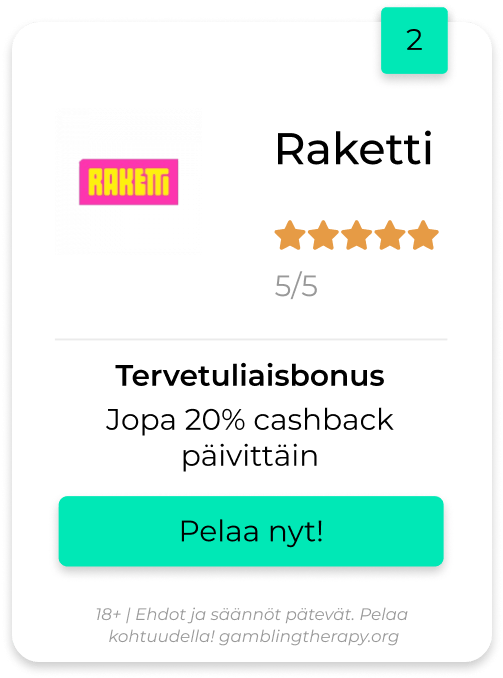 2
RAKETTI
Raketti
5/5
Tervetuliaisbonus
Jopa 20% cashback
päivittäin
Pelaa nyt!
18+ | Ehdot ja säännöt pätevät. Pelaa
kohtuudella! gamblingtherapy.org